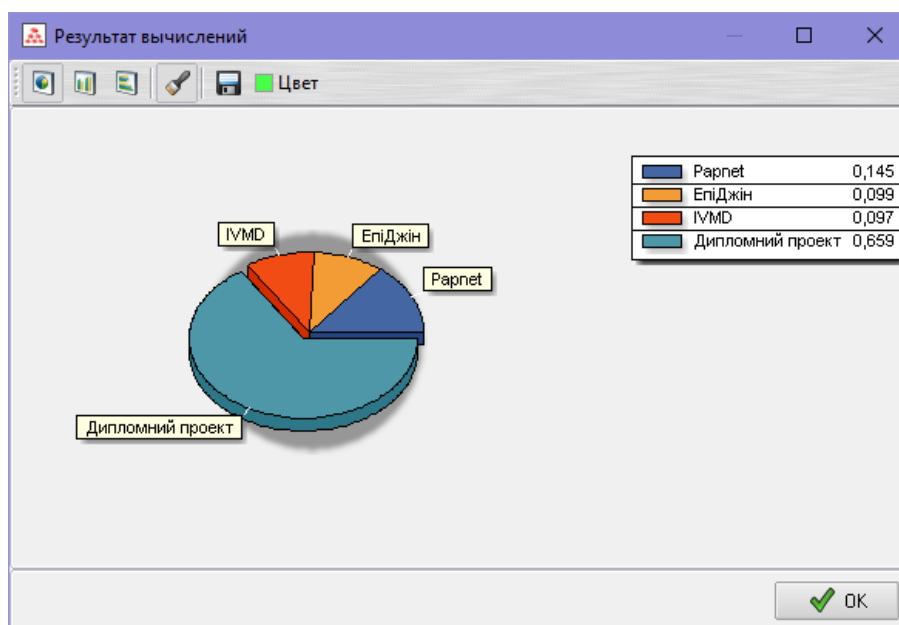 Результат вычислений
Цвет
Papnet 0,145
ЕпіДжін 0,099
IVMD 0,097
Дипломний проект 0,659
IVMD
ЕпіДжін
Papnet
Дипломний проект
OK